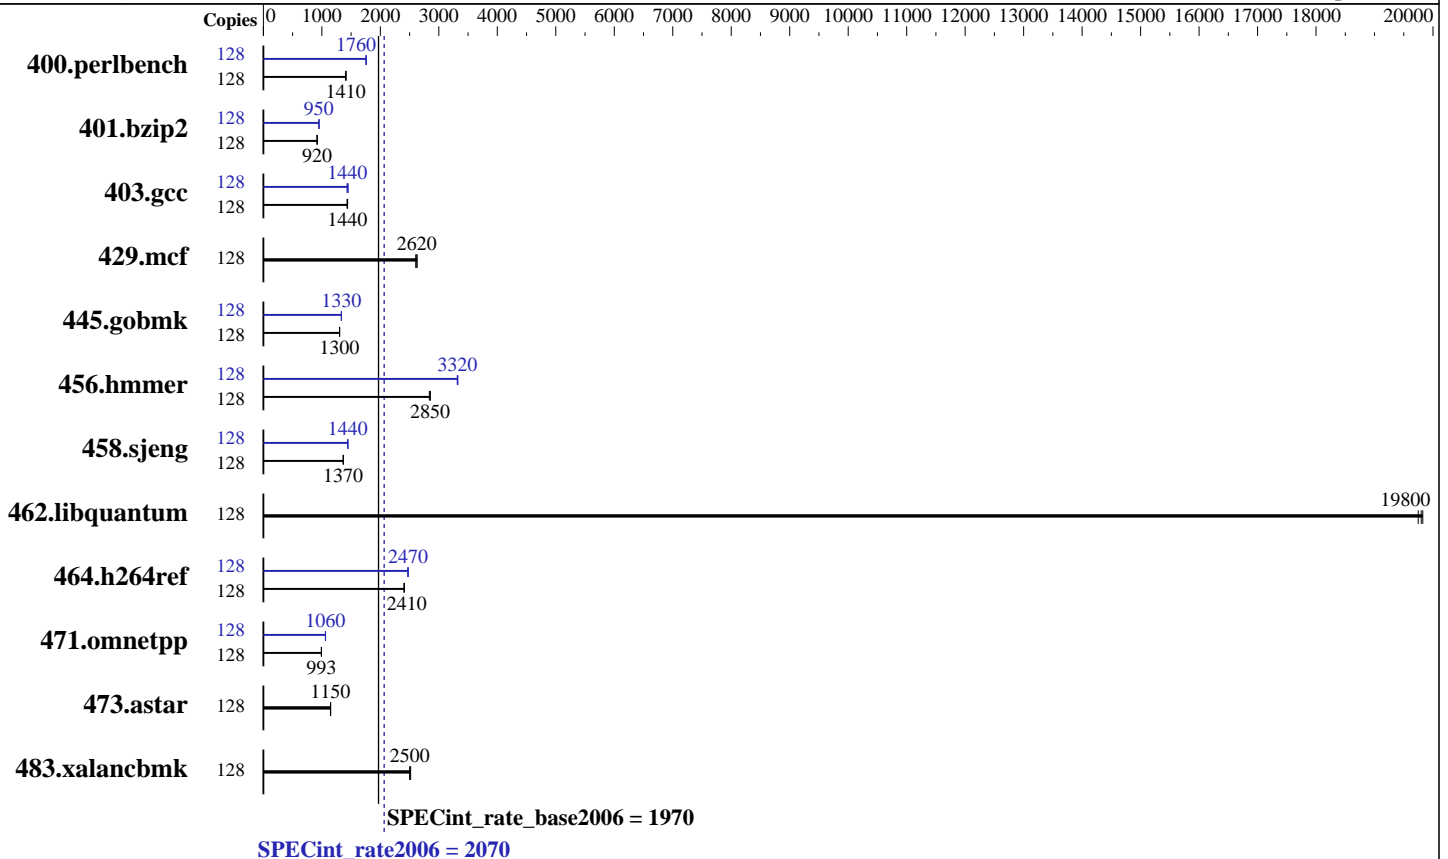 Copies 0 1000 2000 3000 4000 5000 6000 7000 8000 9000 10000 11000 12000 13000 14000 15000 16000 17000 18000 20000
400.perlbench 128 1760
128 1410
401.bzip2 128 950
128 920
403.gcc 128 1440
128 1440
429.mcf 128 2620
445.gobmk 128 1330
128 1300
456.hmmer 128 3320
128 2850
458.sjeng 128 1440
128 1370
462.libquantum 128 19800
464.h264ref 128 2470
128 2410
471.omnetpp 128 1060
128 993
473.astar 128 1150
483.xalancbmk 128 2500
SPECint_rate_base2006 = 1970
SPECint_rate2006 = 2070